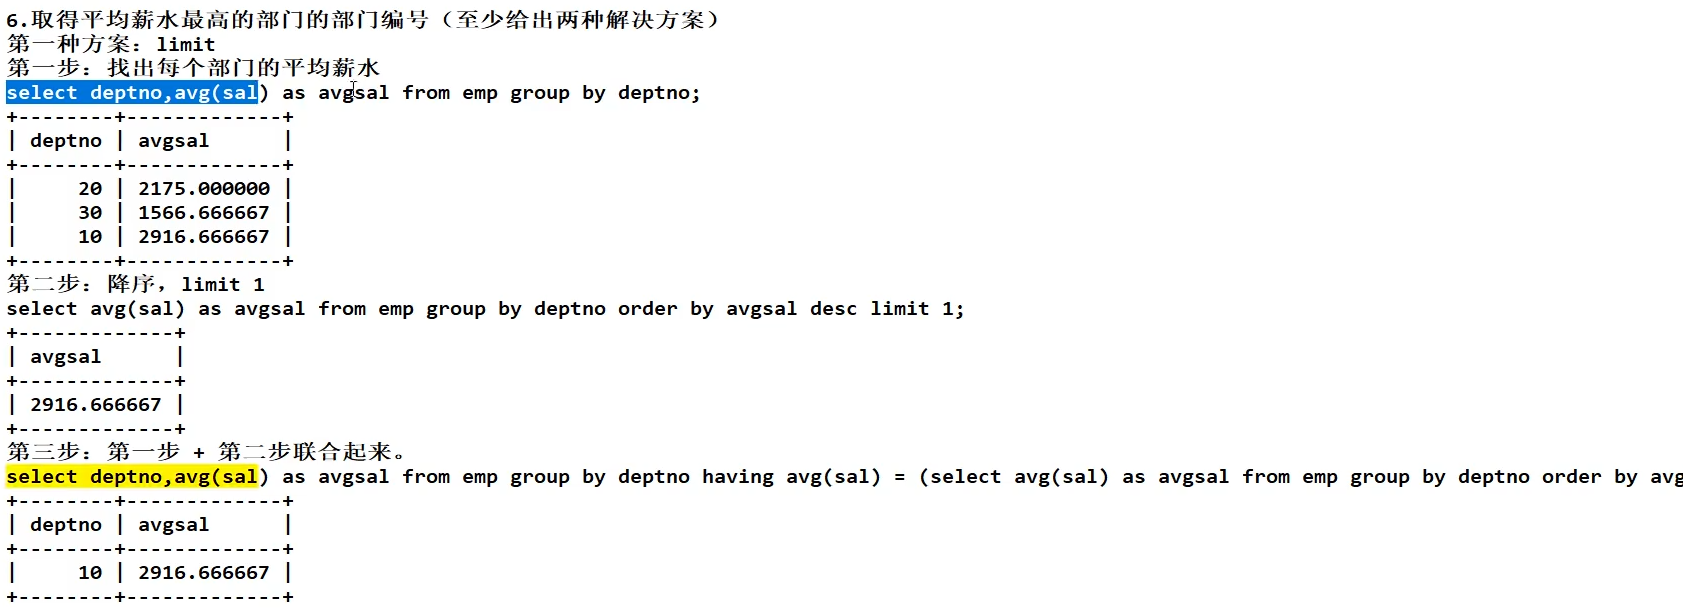 6.取得平均薪水最高的部门的部门编号（至少给出两种解决方案）
第一种方案：limit
第一步：找出每个部门的平均薪水
select deptno,avg(sal) as avgsal from emp group by deptno;
+--------+-------------+
| deptno | avgsal      |
+--------+-------------+
|     20 | 2175.000000 |
|     30 | 1566.666667 |
|     10 | 2916.666667 |
+--------+-------------+
第二步：降序，limit 1
select avg(sal) as avgsal from emp group by deptno order by avgsal desc limit 1;
+-------------+
| avgsal      |
+-------------+
| 2916.666667 |
+-------------+
第三步：第一步 + 第二步联合起来。
select deptno,avg(sal) as avgsal from emp group by deptno having avg(sal) = (select avg(sal) as avgsal from emp group by deptno order by avg
+--------+-------------+
| deptno | avgsal      |
+--------+-------------+
|     10 | 2916.666667 |
+--------+-------------+